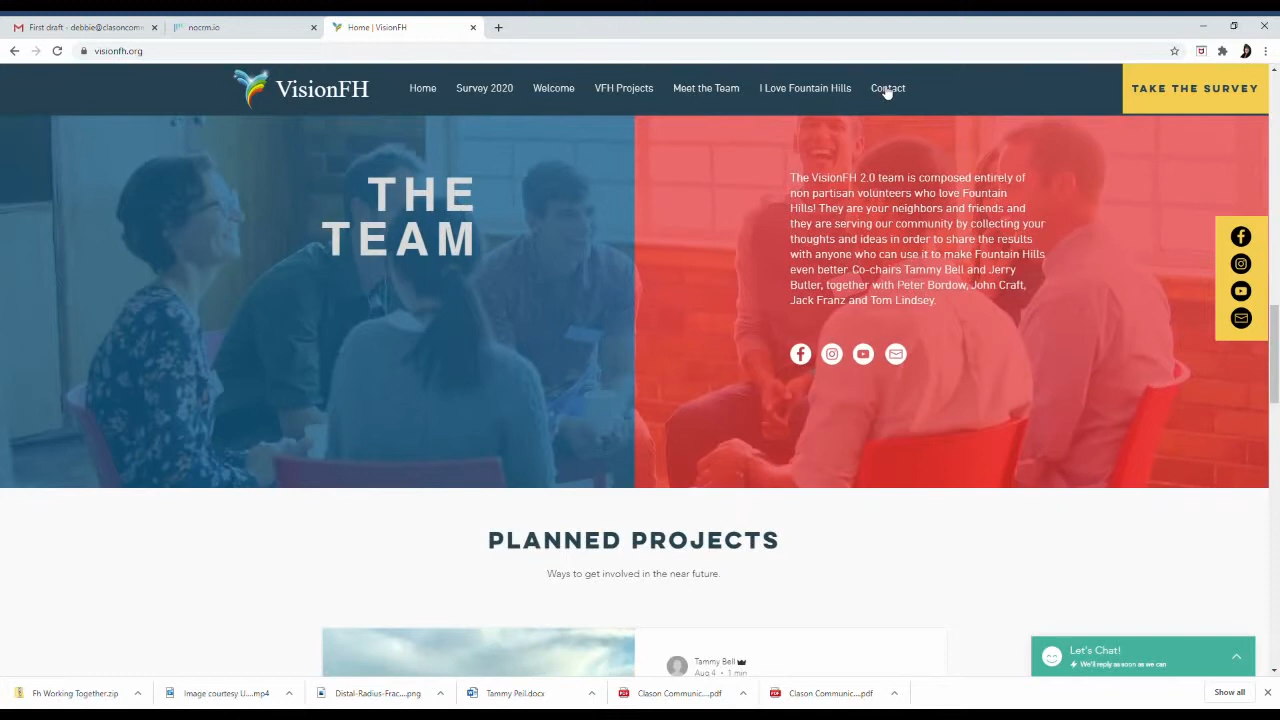 First draft - debbie@clasoncomm
nocrm.io
Home | VisionFH
visionfh.org
VisionFH
Home
Survey 2020
Welcome
VFH Projects
Meet the Team
I Love Fountain Hills
Contact
TAKE THE SURVEY
THE
TEAM
The VisionFH 2.0 team is composed entirely of
non partisan volunteers who love Fountain
Hills! They are your neighbors and friends and
they are serving our community by collecting your
thoughts and ideas in order to share the results
with anyone who can use it to make Fountain Hills
even better. Co-chairs Tammy Bell and Jerry
Butler, together with Peter Bordow, John Craft,
Jack Franz and Tom Lindsey.
PLANNED PROJECTS
Ways to get involved in the near future.
Tammy Bell
Aug 4 • 1 min
Let's Chat!
We'll reply as soon as we can
Fh Working Together.zip
Image courtesy U....mp4
Distal-Radius-Frac....png
Tammy Peil.docx
Clason Communic....pdf
Clason Communic....pdf
Show all